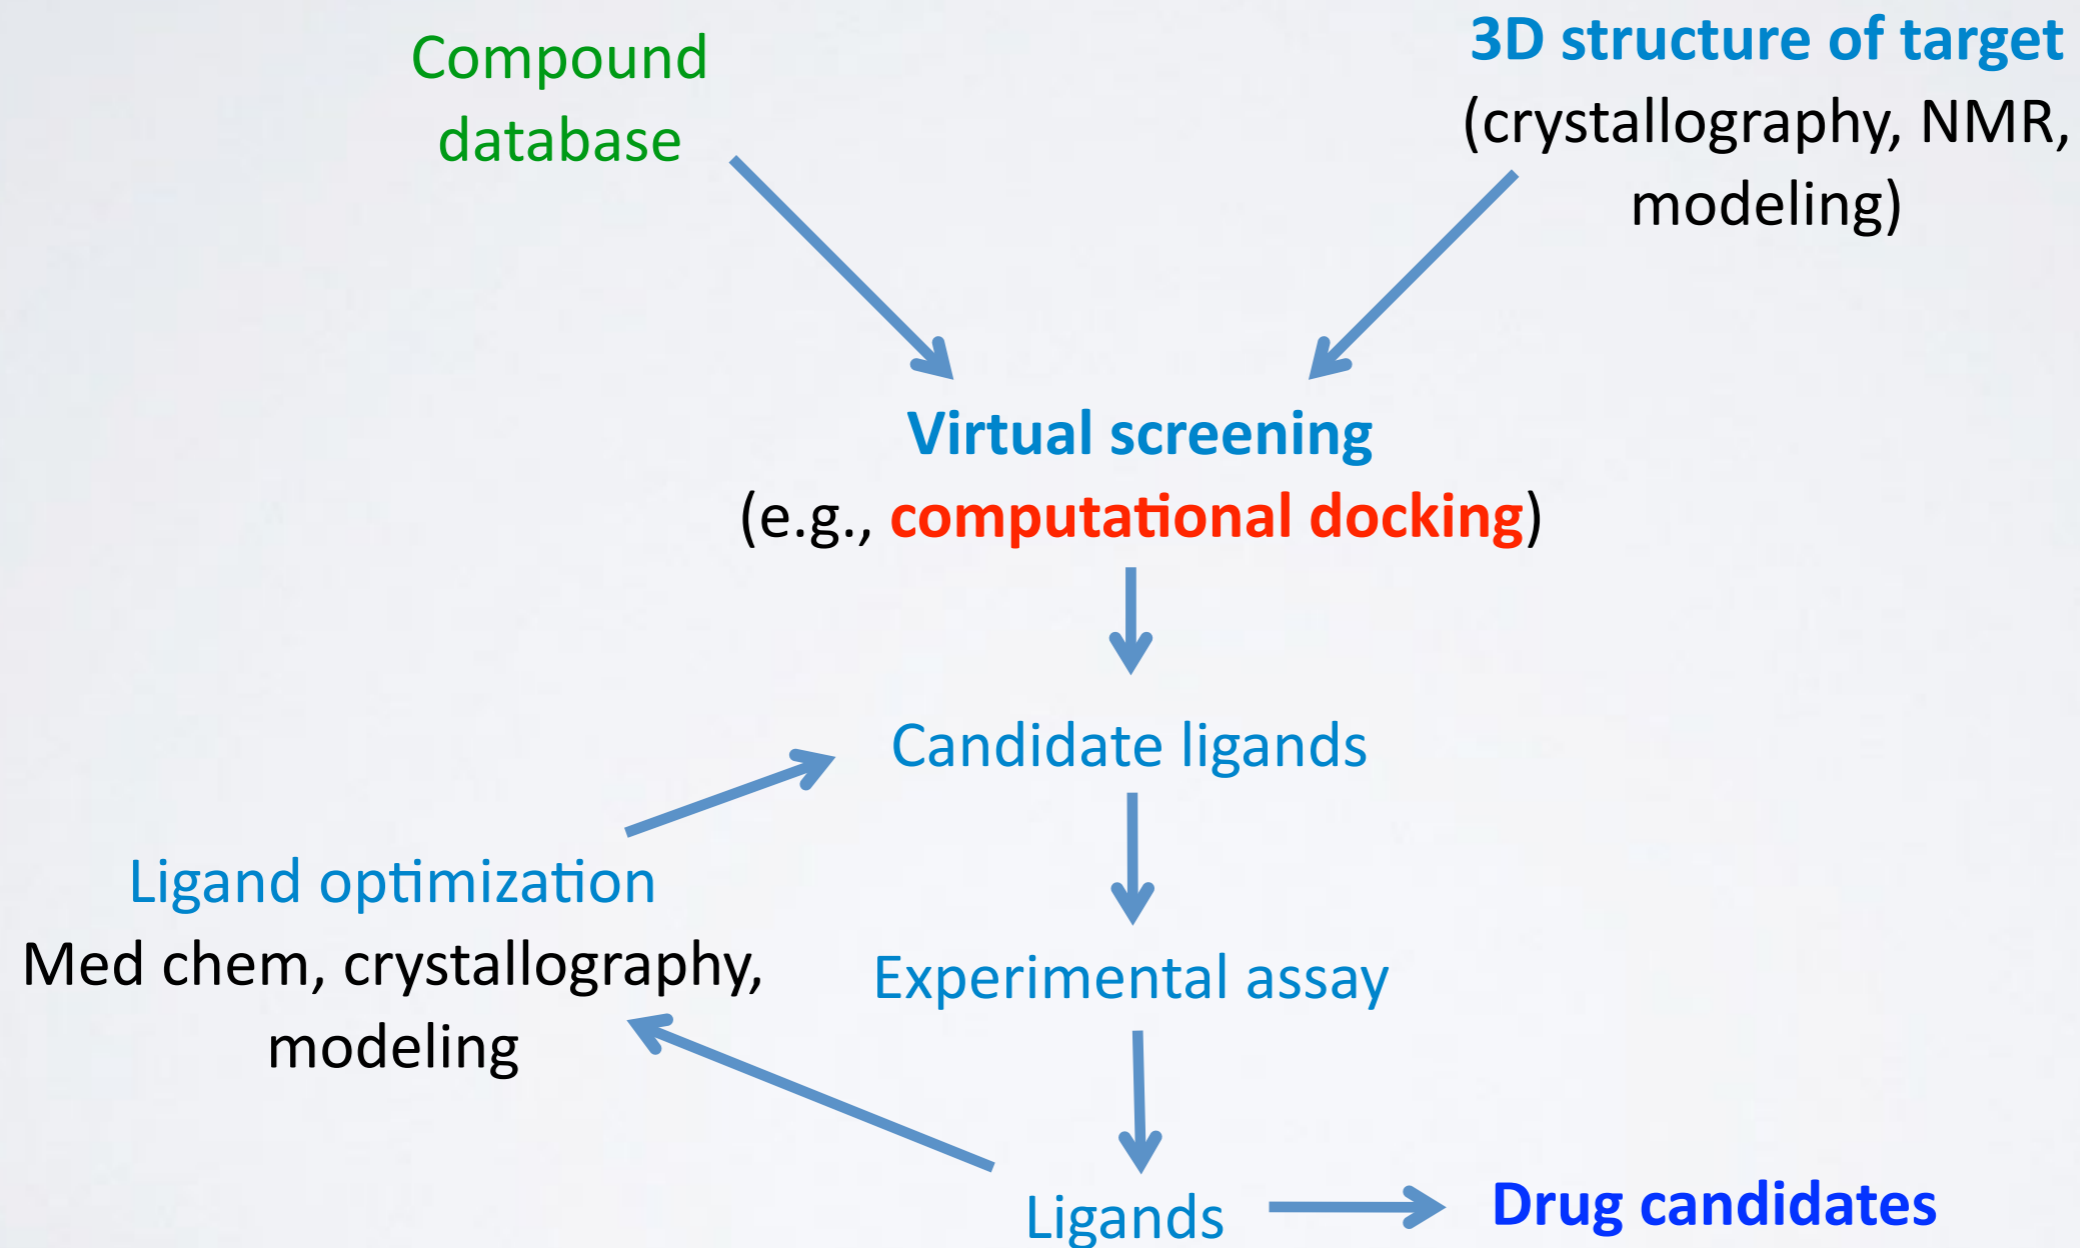 Compound
database
3D structure of target
(crystallography, NMR,
modeling)
Virtual screening
(e.g., computational docking)
Candidate ligands
Ligand optimization
Med chem, crystallography,
modeling
Experimental assay
Ligands
Drug candidates